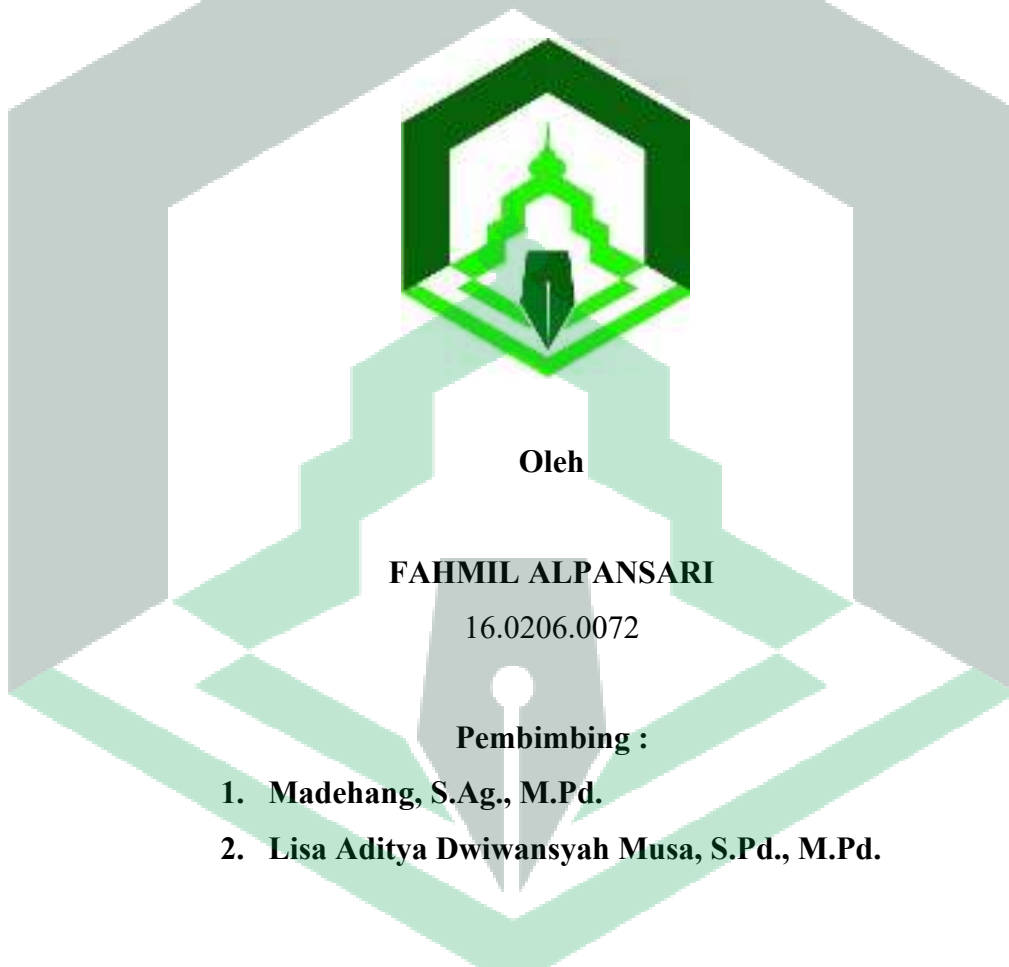 Oleh
FAHMIL ALPANSARI
16.0206.0072
Pembimbing :
1. Madehang, S.Ag., M.Pd.
2. Lisa Aditya Dwiwansyah Musa, S.Pd., M.Pd.